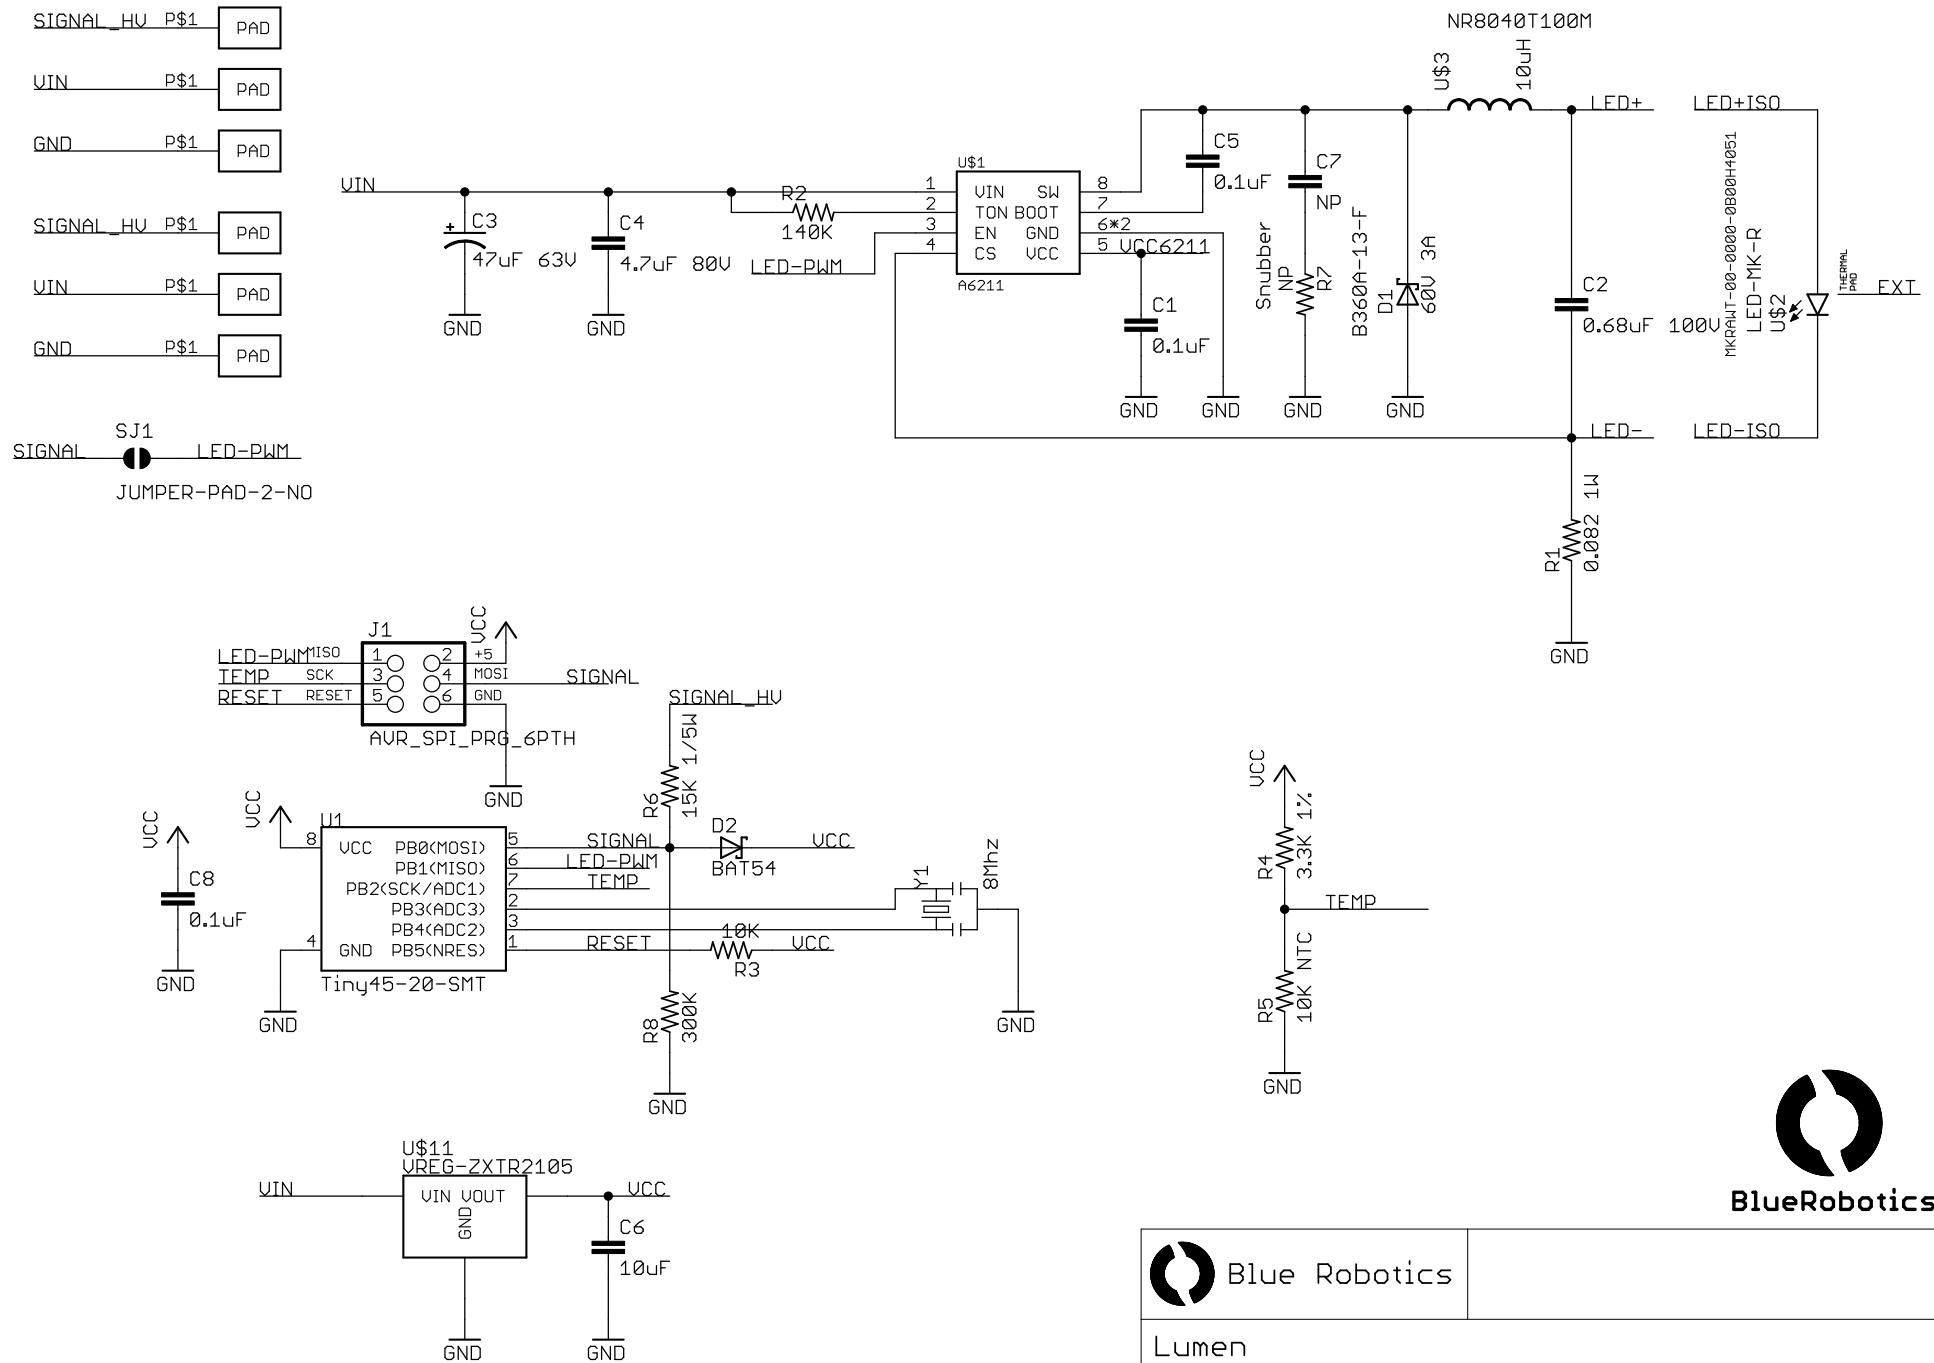 SIGNAL_HV P$1 PAD
VIN P$1 PAD
GND P$1 PAD
SIGNAL_HV P$1 PAD
VIN P$1 PAD
GND P$1 PAD
SJ1
SIGNAL LED-PWM
JUMPER-PAD-2-NO
VIN
C3
47uF 63V
GND
C4
4.7uF 80V
GND
R2
140K
LED-PWM
U$1
1 VIN SW 8
2 TON BOOT 7
3 EN GND 6*2
4 CS VCC 5 VCC6211
A6211
C1
0.1uF
GND
GND
C5
0.1uF
C7
NP
Snubber
NP
R7
GND
B360A-13-F
D1
60V 3A
GND
NR8040T100M
U$3
10uH
LED+
LED+ISO
C2
0.68uF 100V
MKRAWT-00-0000-0B00H4051
LED-MK-R
U$2
THERMAL
PAD
EXT
LED-
LED-ISO
R1
0.082 1W
GND
J1
VCC
LED-PWM MISO 1 2 +5
TEMP SCK 3 4 MOSI SIGNAL
RESET RESET 5 6 GND
AVR_SPI_PRG_6PTH
GND
SIGNAL_HV
R6
15K 1/5W
VCC
C8
0.1uF
GND
VCC
U1
8 VCC PB0(MOSI) 5 SIGNAL
PB1(MISO) 6 LED-PWM
PB2(SCK/ADC1) 7 TEMP
PB3(ADC3) 2
PB4(ADC2) 3
4 GND PB5(NRES) 1 RESET
Tiny45-20-SMT
GND
D2
VCC
BAT54
10K
VCC
R3
R8
300K
GND
Y1
8Mhz
GND
VCC
R4
3.3K 1%
TEMP
R5
10K NTC
GND
U$11
VREG-ZXTR2105
VIN VIN VOUT VCC
GND
C6
10uF
GND
GND
BlueRobotics
Blue Robotics
Lumen